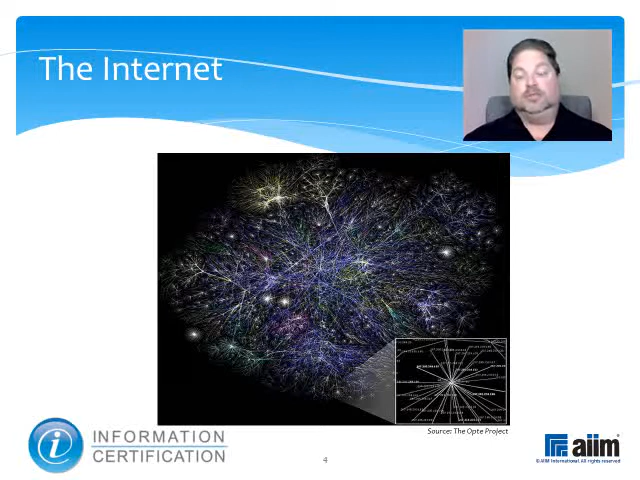 The Internet
Source: The Opte Project
INFORMATION
CERTIFICATION
4
aiim
© AIIM International. All rights reserved